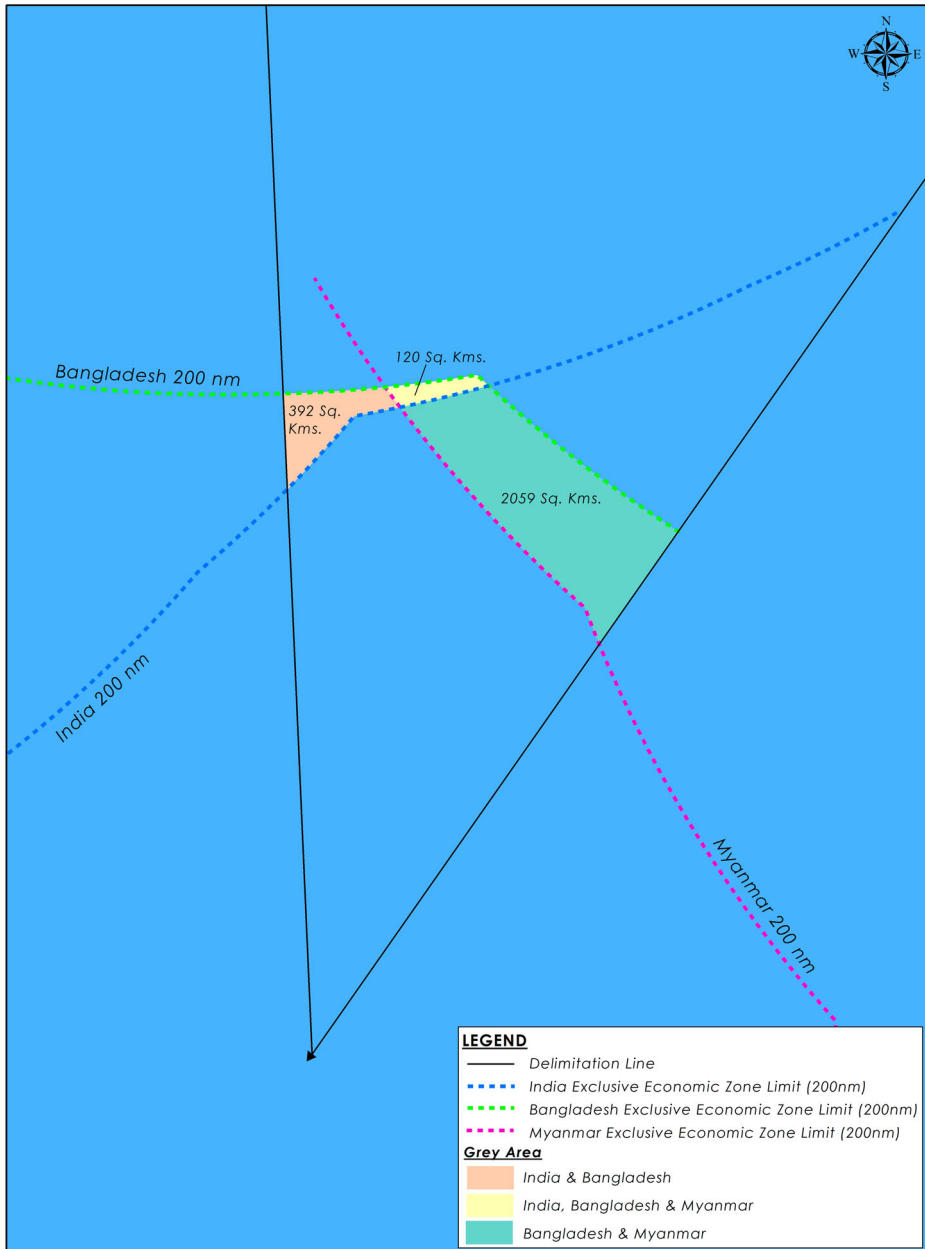 N
W E
S
120 Sq. Kms.
Bangladesh 200 nm
392 Sq.
Kms.
2059 Sq. Kms.
India 200 nm
Myanmar 200 nm
LEGEND
Delimitation Line
India Exclusive Economic Zone Limit (200nm)
Bangladesh Exclusive Economic Zone Limit (200nm)
Myanmar Exclusive Economic Zone Limit (200nm)
Grey Area
India & Bangladesh
India, Bangladesh & Myanmar
Bangladesh & Myanmar